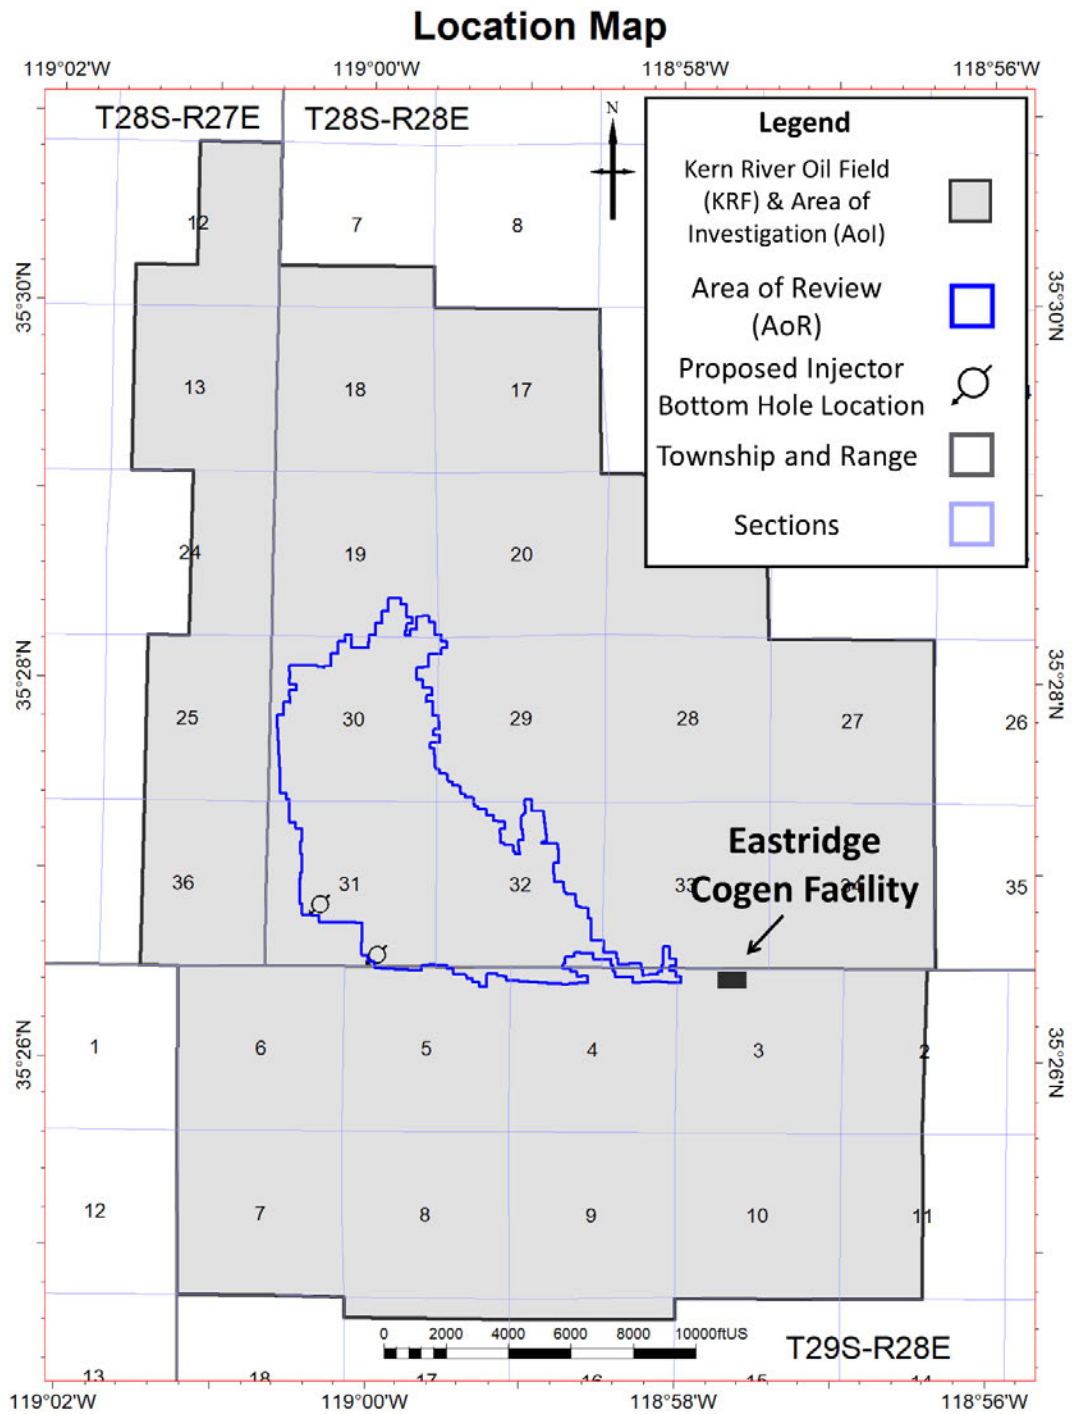 Location Map
119°02'W 119°00'W 118°58'W 118°56'W
T28S-R27E T28S-R28E
N
Legend
Kern River Oil Field
(KRF) & Area of
Investigation (AoI)
Area of Review
(AoR)
Proposed Injector
Bottom Hole Location
Township and Range
Sections
12 7 8
35°30'N 35°30'N
13 18 17
24 19 20
35°28'N 35°28'N
25 30 29 28 27 26
Eastridge
Cogen Facility
36 31 32 33 34 35
1 6 5 4 3 2
35°26'N 35°26'N
12 7 8 9 10 11
0 2000 4000 6000 8000 10000ftUS
T29S-R28E
13 18 17 16 15 14
119°02'W 119°00'W 118°58'W 118°56'W